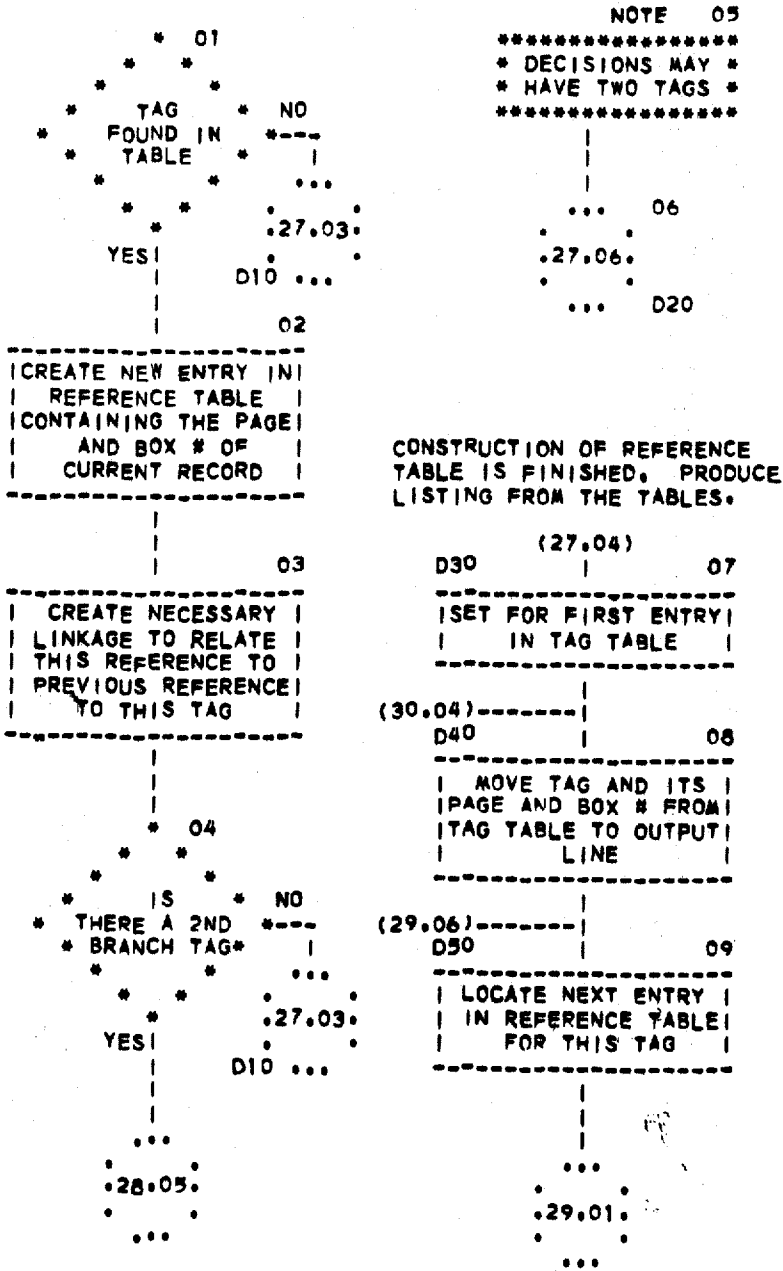 01
TAG
FOUND IN
TABLE
NO
27.03
D10
YES
02
CREATE NEW ENTRY IN
REFERENCE TABLE
CONTAINING THE PAGE
AND BOX # OF
CURRENT RECORD
03
CREATE NECESSARY
LINKAGE TO RELATE
THIS REFERENCE TO
PREVIOUS REFERENCE
TO THIS TAG
04
IS
THERE A 2ND
BRANCH TAG
NO
27.03
D10
YES
28.05
NOTE 05
DECISIONS MAY
HAVE TWO TAGS
06
27.06
D20
CONSTRUCTION OF REFERENCE
TABLE IS FINISHED. PRODUCE
LISTING FROM THE TABLES.
(27.04)
D30 07
SET FOR FIRST ENTRY
IN TAG TABLE
(30.04)
D40 08
MOVE TAG AND ITS
PAGE AND BOX # FROM
TAG TABLE TO OUTPUT
LINE
(29.06)
D50 09
LOCATE NEXT ENTRY
IN REFERENCE TABLE
FOR THIS TAG
29.01